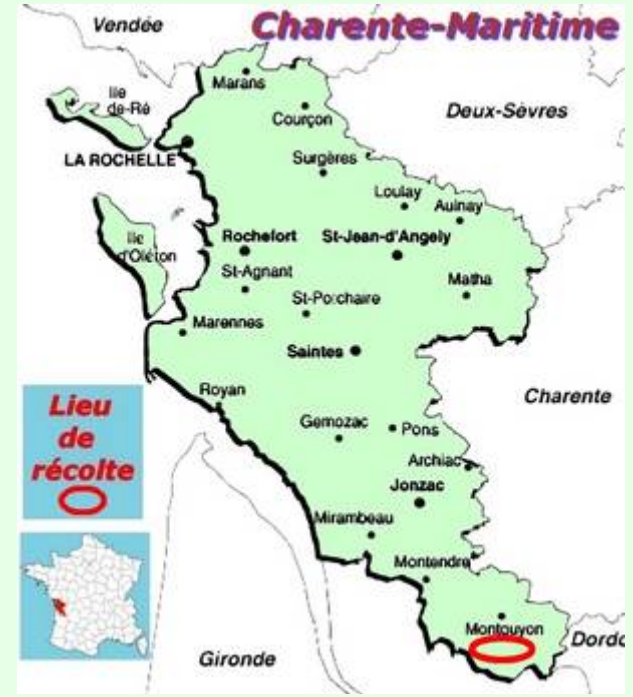 Charente-Maritime
Vendée
Ile
de-Ré
Marans
Courçon
Deux-Sèvres
LA ROCHELLE
Surgères
Loulay
Aulnay
Ile
d'Oléron
Rochefort
St-Jean-d'Angely
St-Agnant
Matha
St-Porchaire
Marennes
Saintes
Charente
Royan
Lieu
de
récolte
Gemozac
Pons
Archiac
Jonzac
Mirambeau
Montendre
Montguyon
Dordo
Gironde